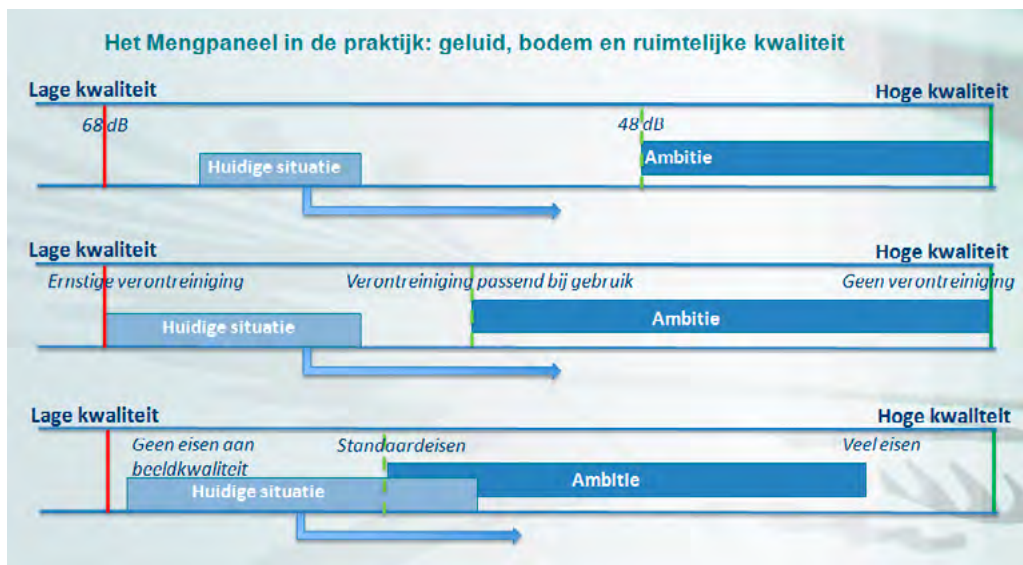 Het Mengpaneel in de praktijk: geluid, bodem en ruimtelijke kwaliteit
Lage kwaliteit
Hoge kwaliteit
68 dB
48 dB
Huidige situatie
Ambitie
Lage kwaliteit
Hoge kwaliteit
Ernstige verontreiniging
Verontreiniging passend bij gebruik
Geen verontreiniging
Huidige situatie
Ambitie
Lage kwaliteit
Hoge kwaliteit
Geen eisen aan
beeldkwaliteit
Standaardeisen
Veel eisen
Huidige situatie
Ambitie